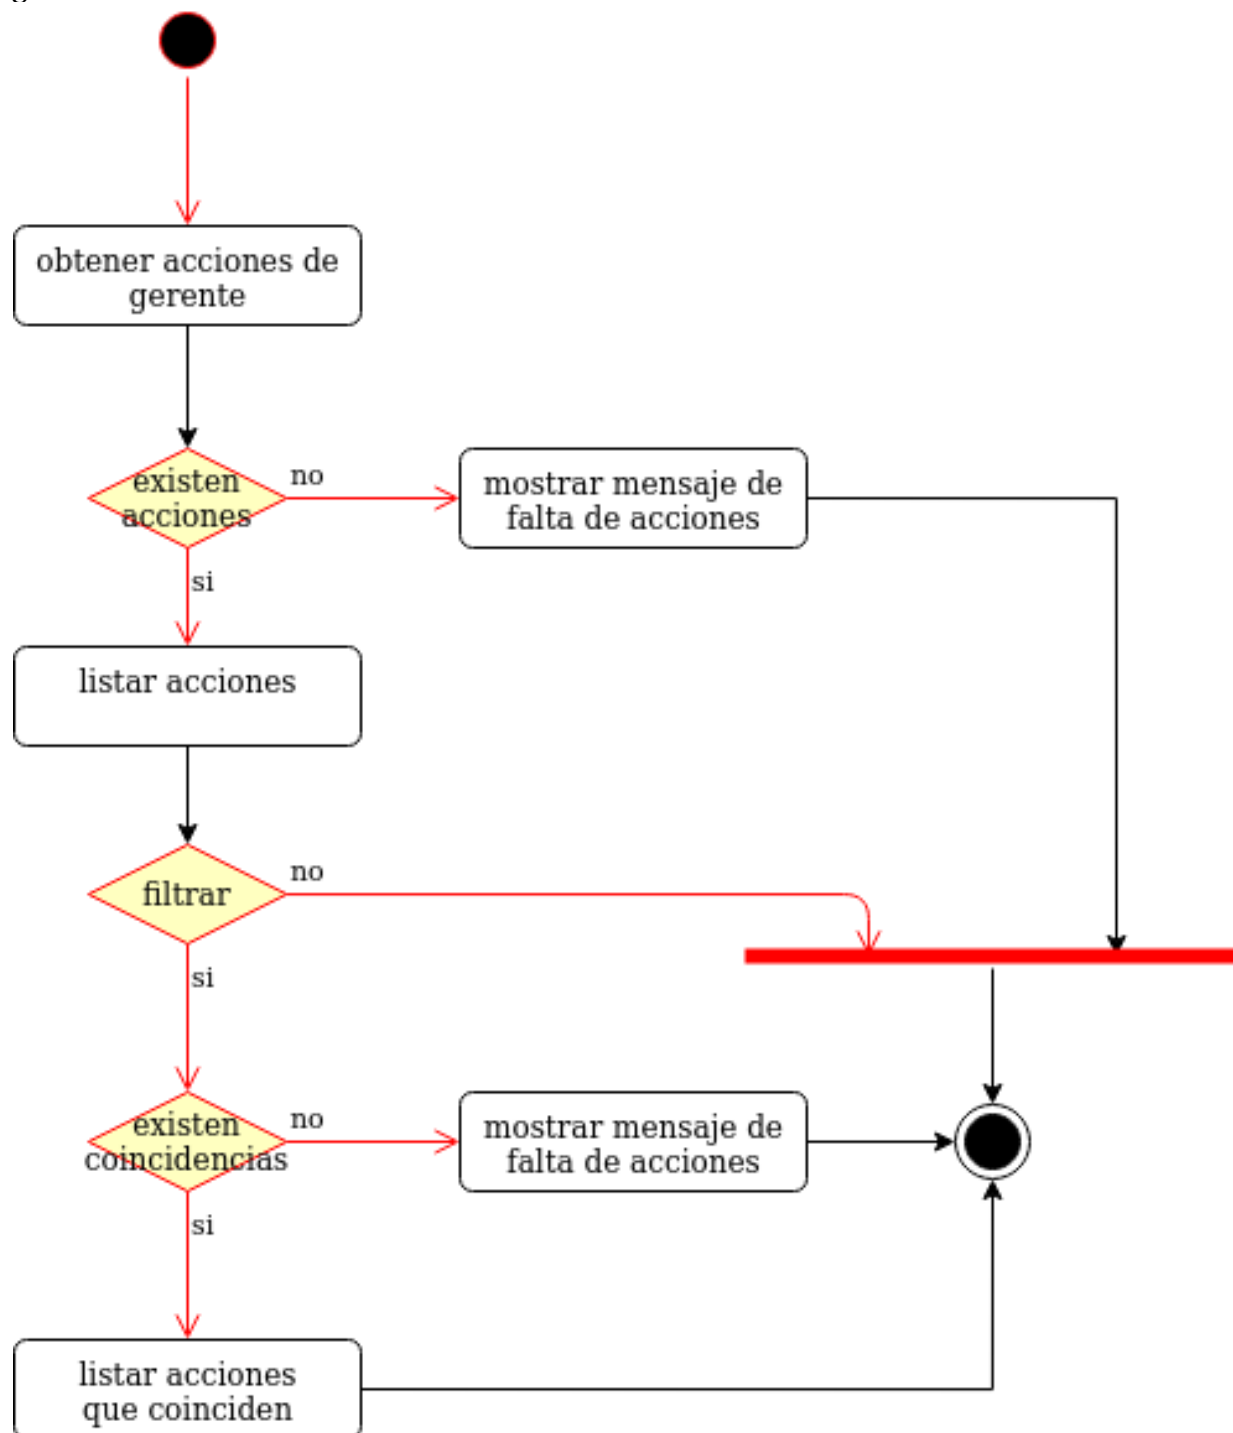 obtener acciones de
gerente
existen
acciones
no
mostrar mensaje de
falta de acciones
si
listar acciones
filtrar
no
si
existen
coincidencias
no
mostrar mensaje de
falta de acciones
si
listar acciones
que coinciden